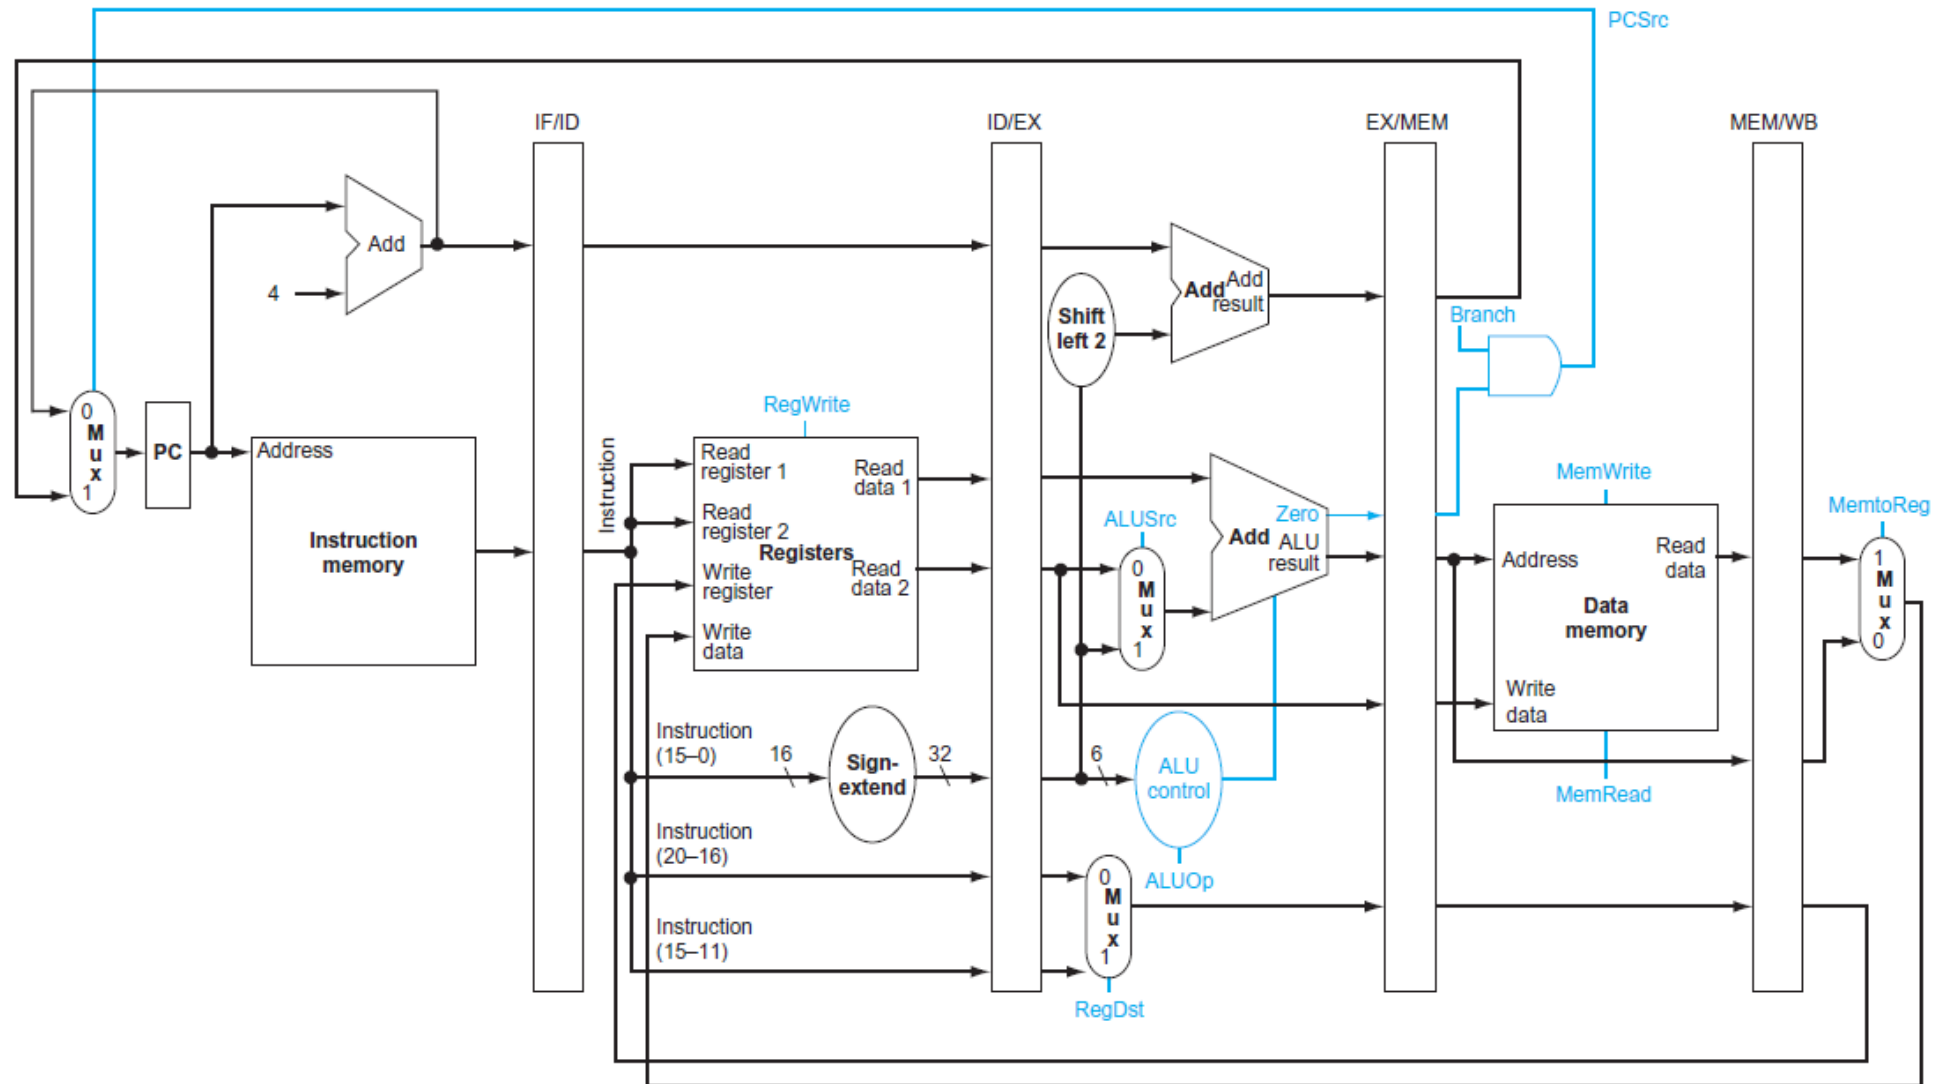 PCSrc
IF/ID
ID/EX
EX/MEM
MEM/WB
Add
4
Shift
left 2
Add
Add
result
Branch
0
M
u
x
1
PC
Address
Instruction
memory
Instruction
RegWrite
Read
register 1
Read
register 2
Write
register
Write
data
Registers
Read
data 1
Read
data 2
ALUSrc
0
M
u
x
1
Add
Zero
ALU
result
MemWrite
Address
Read
data
Data
memory
Write
data
MemRead
MemtoReg
1
M
u
x
0
Instruction
(15–0)
16
Sign-
extend
32
6
ALU
control
ALUOp
Instruction
(20–16)
Instruction
(15–11)
0
M
u
x
1
RegDst